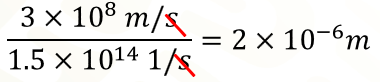 3 × 10⁸ m/s
1.5 × 10¹⁴ 1/s = 2 × 10⁻⁶m